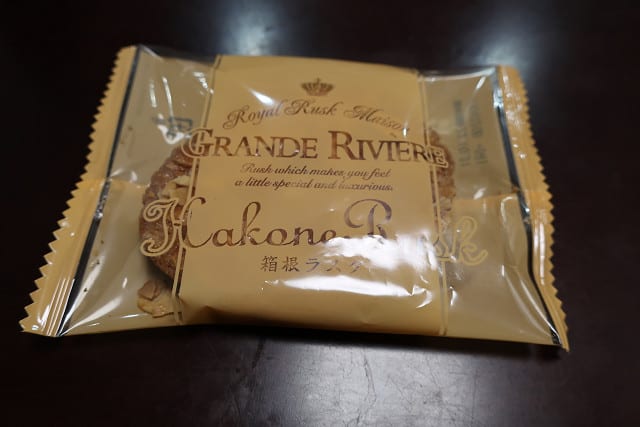 Royal Rusk Maison
GRANDE RIVIERE
Rusk which makes you feel
a little special and luxurious.
Hakone Rusk
箱根ラスク